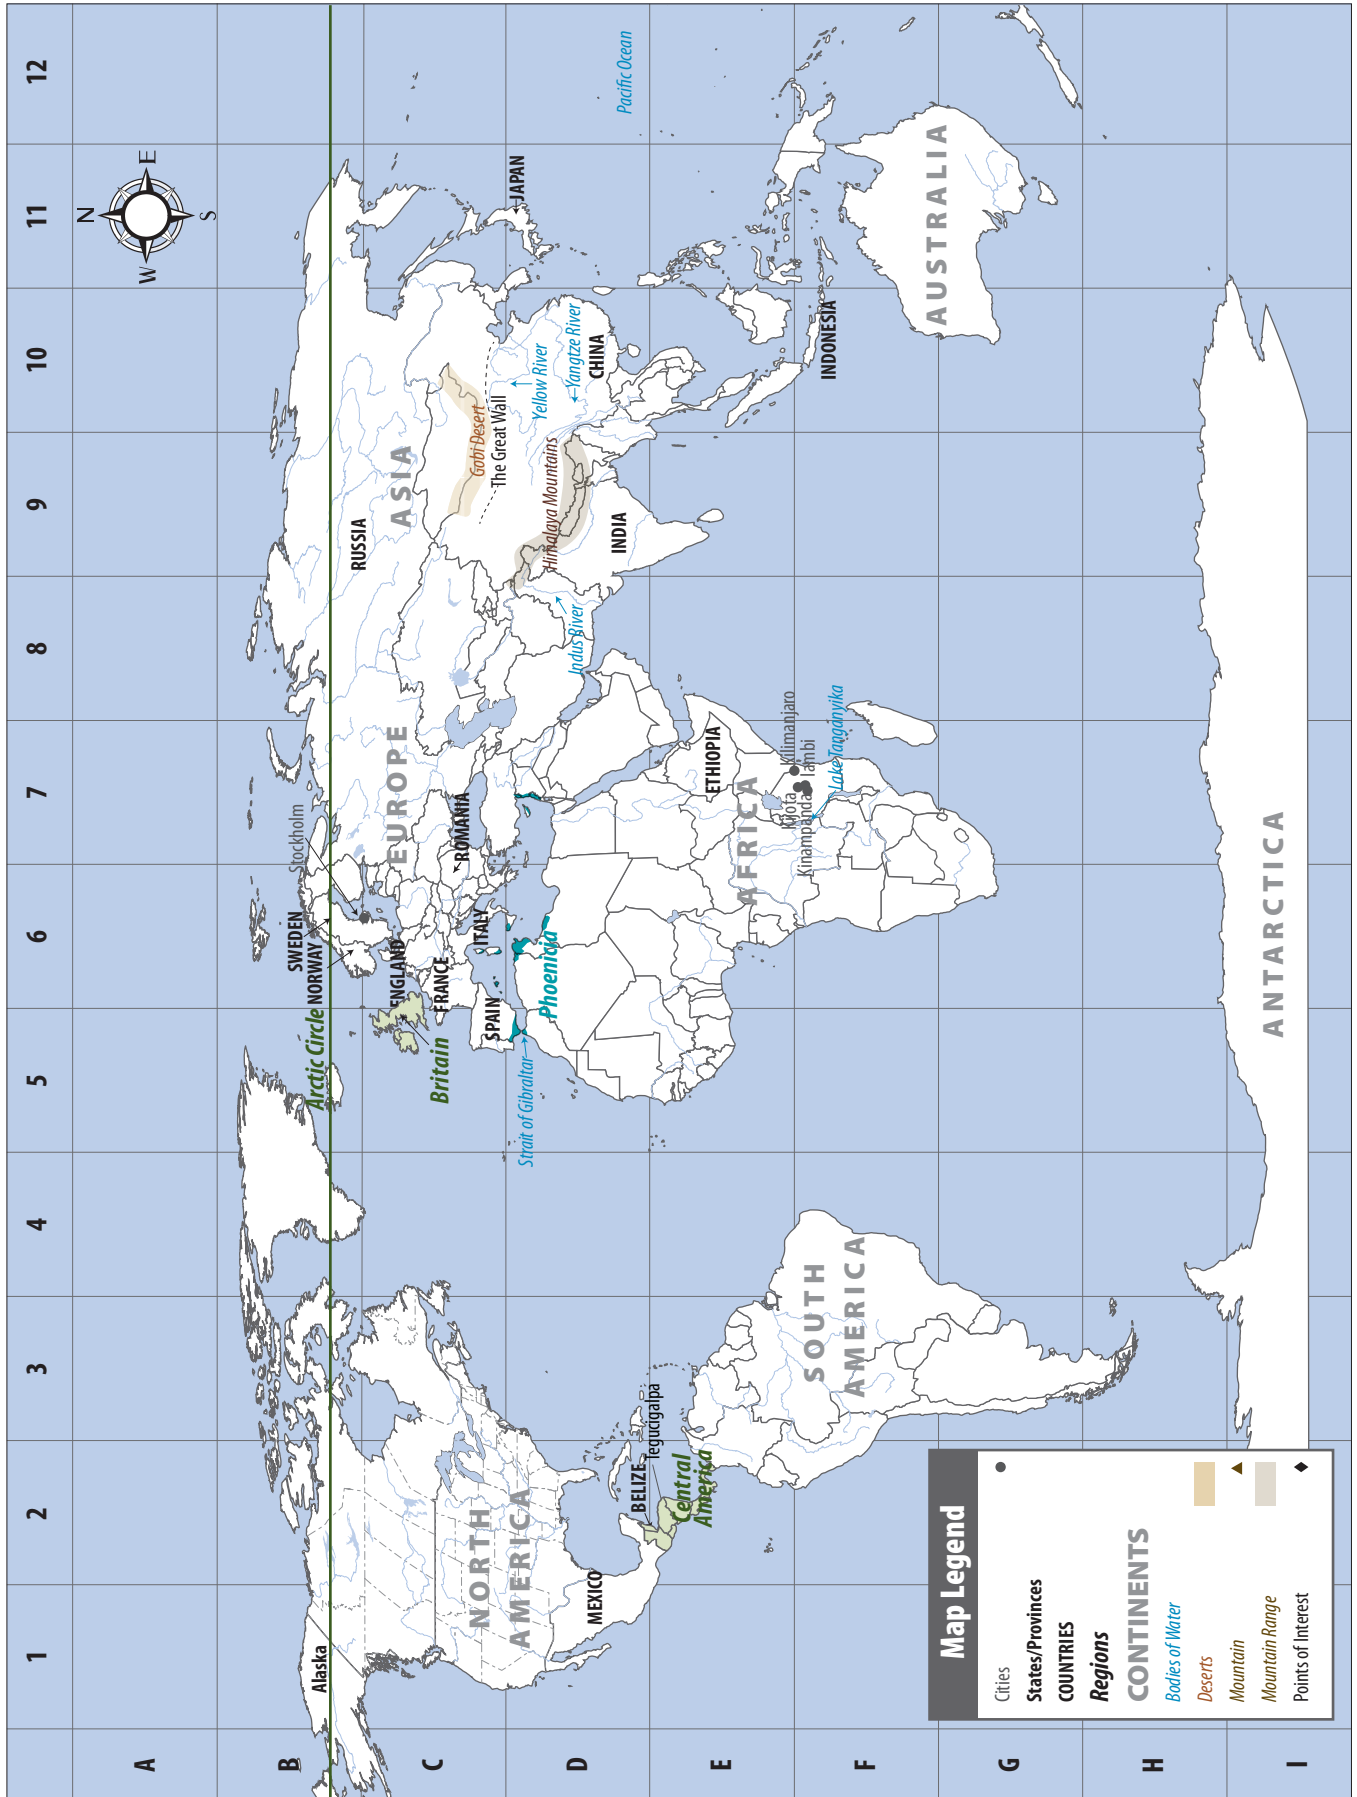 1
2
3
4
5
6
7
8
9
10
11
12
A
B
C
D
E
F
G
H
I
N
E
S
W
Alaska
Arctic Circle
NORWAY
SWEDEN
Stockholm
RUSSIA
ENGLAND
Britain
EUROPE
ASIA
FRANCE
ROMANIA
ITALY
SPAIN
Gobi Desert
The Great Wall
JAPAN
NORTH
AMERICA
Strait of Gibraltar
Phoenicia
Yellow River
Yangtze River
Himalaya Mountains
Indus River
CHINA
INDIA
Pacific Ocean
MEXICO
BELIZE
Tegucigalpa
Central
America
ETHIOPIA
AFRICA
Kilimanjaro
Kijota
Iambi
Kinampanda
Lake Tanganyika
INDONESIA
SOUTH
AMERICA
AUSTRALIA
ANTARCTICA
Map Legend
Cities
States/Provinces
COUNTRIES
Regions
CONTINENTS
Bodies of Water
Deserts
Mountain
Mountain Range
Points of Interest